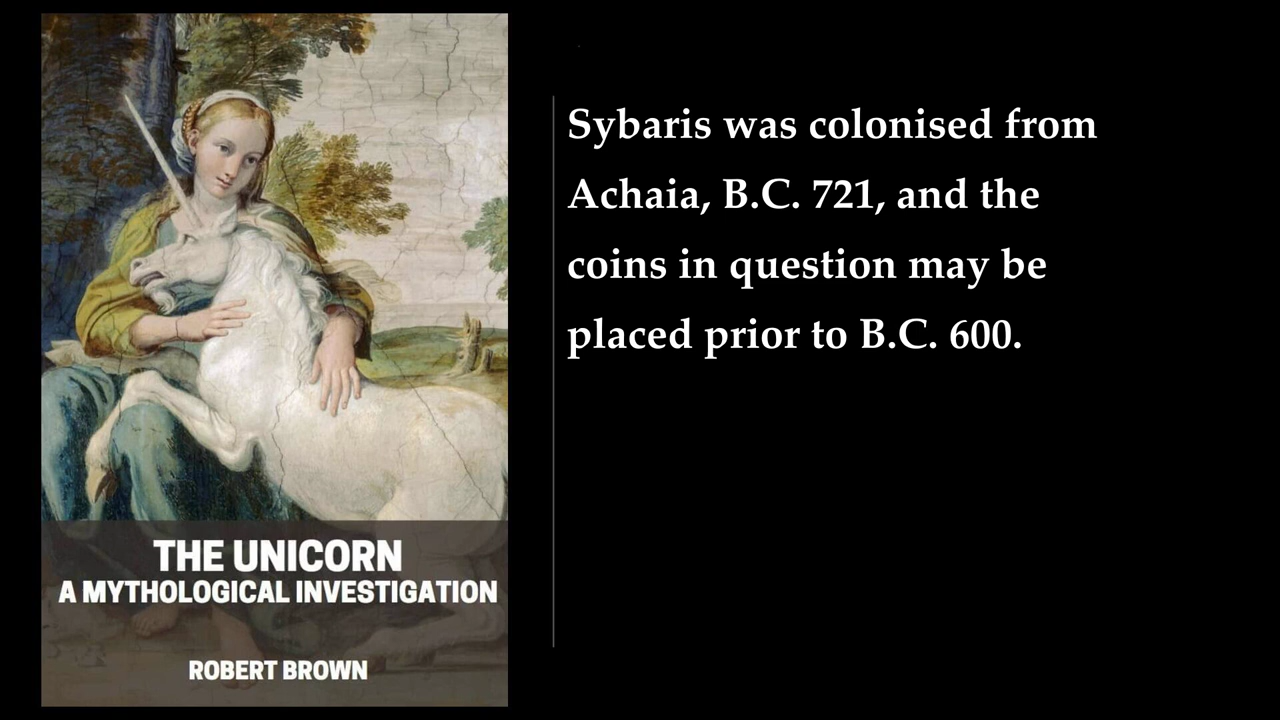 THE UNICORN
A MYTHOLOGICAL INVESTIGATION
ROBERT BROWN
Sybaris was colonised from
Achaia, B.C. 721, and the
coins in question may be
placed prior to B.C. 600.